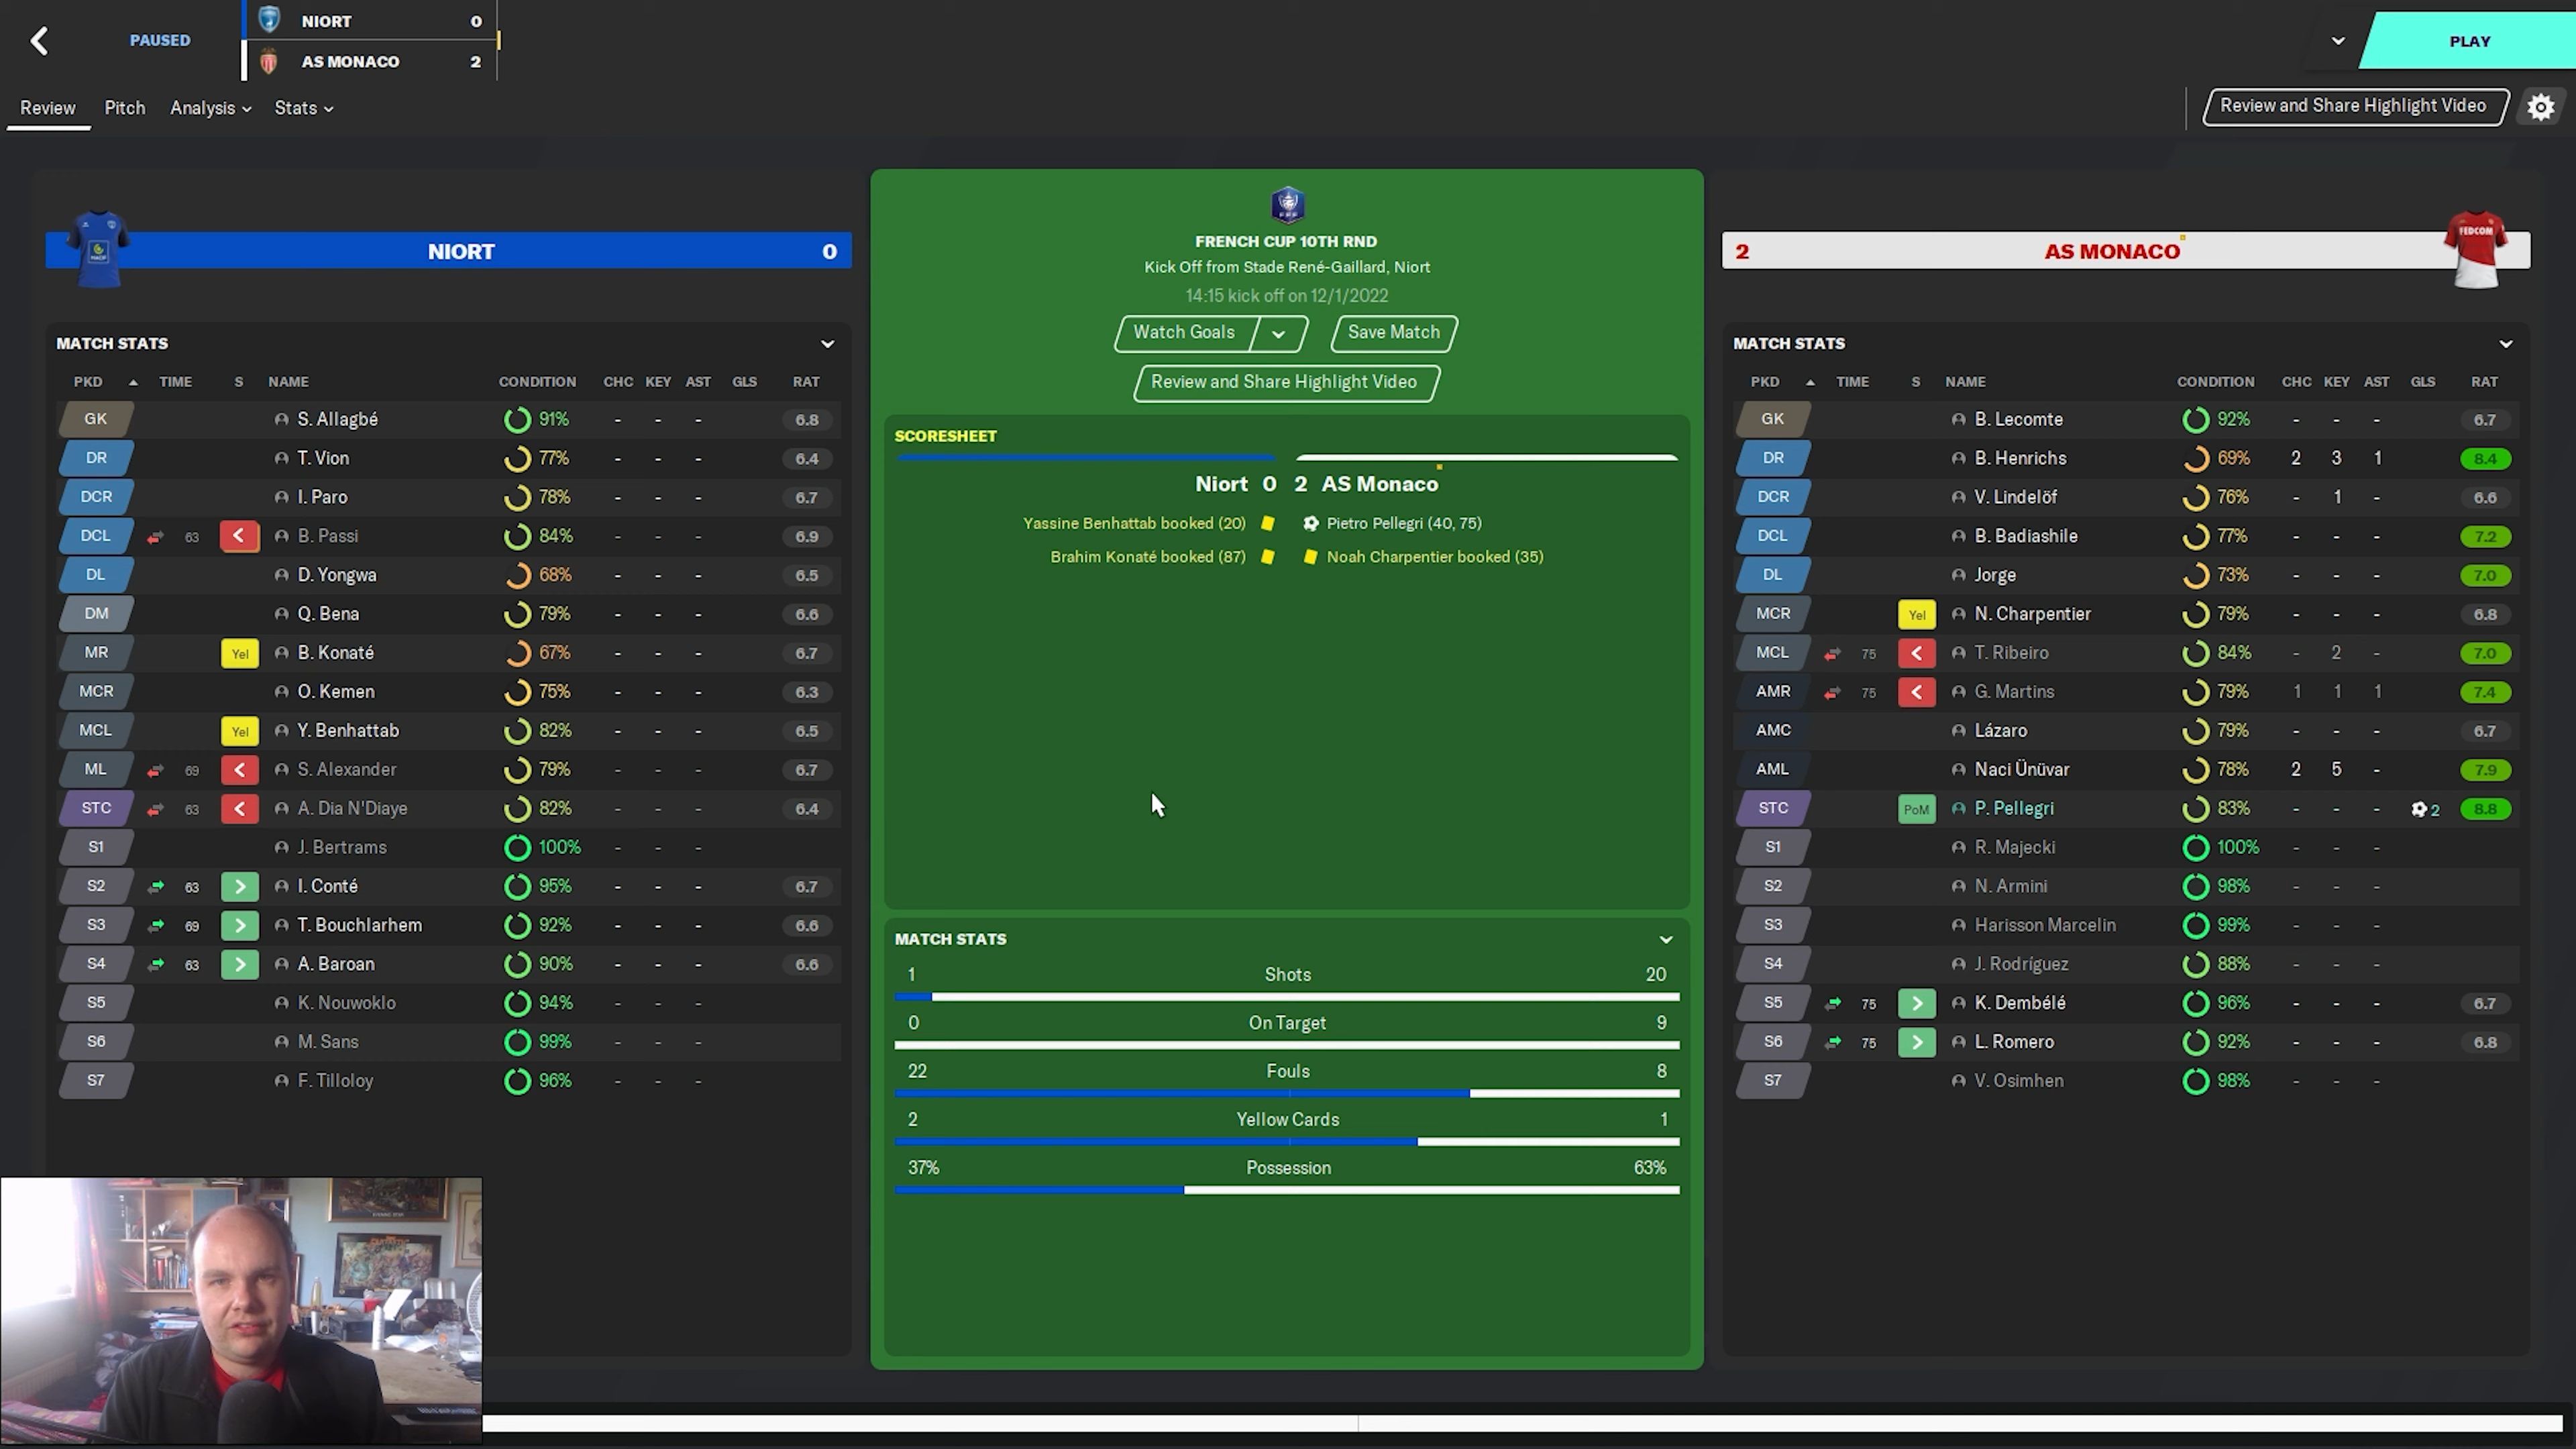 PAUSED
NIORT 0
AS MONACO 2
PLAY
Review Pitch Analysis Stats
Review and Share Highlight Video
NIORT 0
MATCH STATS
PKD TIME S NAME CONDITION CHC KEY AST GLS RAT
GK S. Allagbé 91% - - - 6.8
DR T. Vion 77% - - - 6.4
DCR I. Paro 78% - - - 6.7
DCL 63 B. Passi 84% - - - 6.9
DL D. Yongwa 68% - - - 6.5
DM Q. Bena 79% - - - 6.6
MR Yel B. Konaté 67% - - - 6.7
MCR O. Kemen 75% - - - 6.3
MCL Yel Y. Benhattab 82% - - - 6.5
ML 69 S. Alexander 79% - - - 6.7
STC 63 A. Dia N'Diaye 82% - - - 6.4
S1 J. Bertrams 100% - - -
S2 63 I. Conté 95% - - - 6.7
S3 69 T. Bouchlarhem 92% - - - 6.6
S4 63 A. Baroan 90% - - - 6.6
S5 K. Nouwoklo 94% - - -
S6 M. Sans 99% - - -
S7 F. Tilloloy 96% - - -
FRENCH CUP 10TH RND
Kick Off from Stade René-Gaillard, Niort
14:15 kick off on 12/1/2022
Watch Goals Save Match
Review and Share Highlight Video
SCORESHEET
Niort 0 2 AS Monaco
Yassine Benhattab booked (20) Pietro Pellegri (40, 75)
Brahim Konaté booked (87) Noah Charpentier booked (35)
MATCH STATS
1 Shots 20
0 On Target 9
22 Fouls 8
2 Yellow Cards 1
37% Possession 63%
FEDCOM
2 AS MONACO
MATCH STATS
PKD TIME S NAME CONDITION CHC KEY AST GLS RAT
GK B. Lecomte 92% - - - 6.7
DR B. Henrichs 69% 2 3 1 8.4
DCR V. Lindelöf 76% - 1 - 6.6
DCL B. Badiashile 77% - - - 7.2
DL Jorge 73% - - - 7.0
MCR Yel N. Charpentier 79% - - - 6.8
MCL 75 T. Ribeiro 84% - 2 - 7.0
AMR 75 G. Martins 79% 1 1 1 7.4
AMC Lázaro 79% - - - 6.7
AML Naci Ünüvar 78% 2 5 - 7.9
STC PoM P. Pellegri 83% - - - 2 8.8
S1 R. Majecki 100% - - -
S2 N. Armini 98% - - -
S3 Harisson Marcelin 99% - - -
S4 J. Rodríguez 88% - - -
S5 75 K. Dembélé 96% - - - 6.7
S6 75 L. Romero 92% - - - 6.8
S7 V. Osimhen 98% - - -